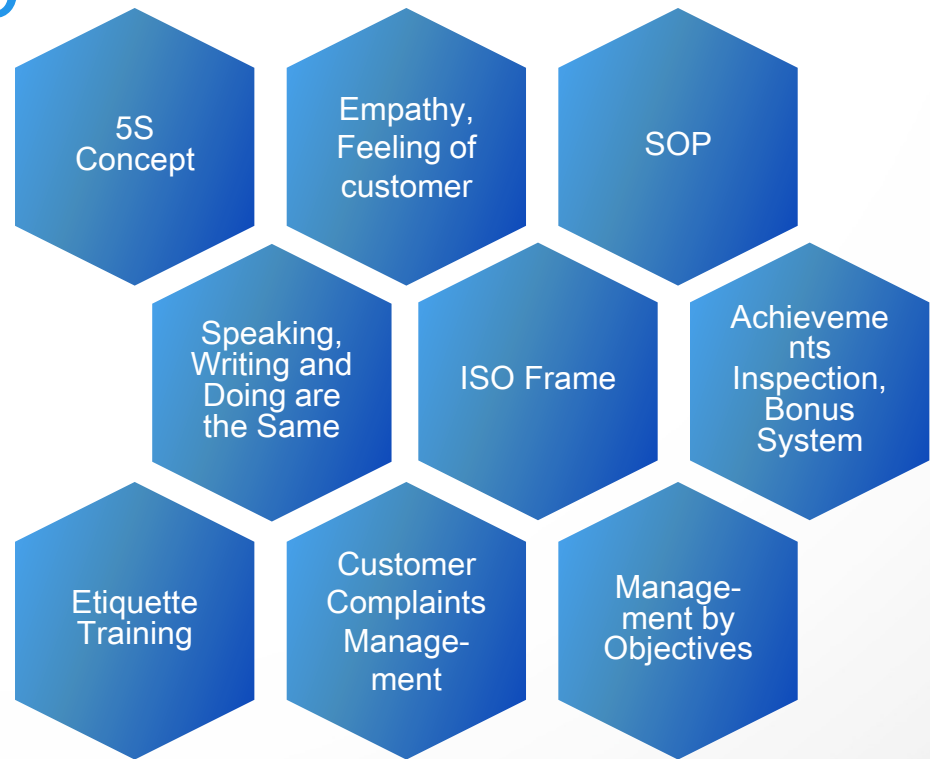 5S
Concept
Empathy,
Feeling of
customer
SOP
Speaking,
Writing and
Doing are
the Same
ISO Frame
Achieveme
nts
Inspection,
Bonus
System
Etiquette
Training
Customer
Complaints
Manage-
ment
Manage-
ment by
Objectives